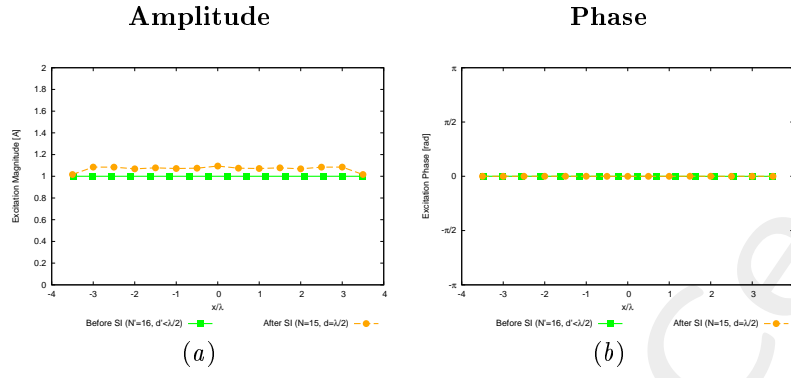 Amplitude
Phase
Excitation Magnitude [A]
2
1.8
1.6
1.4
1.2
1
0.8
0.6
0.4
0.2
0
-4 -3 -2 -1 0 1 2 3 4
x/λ
Before SI (N'=16, d'<λ/2)
After SI (N=15, d=λ/2)
(a)
Excitation Phase [rad]
π
π/2
0
-π/2
-π
-4 -3 -2 -1 0 1 2 3 4
x/λ
Before SI (N'=16, d'<λ/2)
After SI (N=15, d=λ/2)
(b)